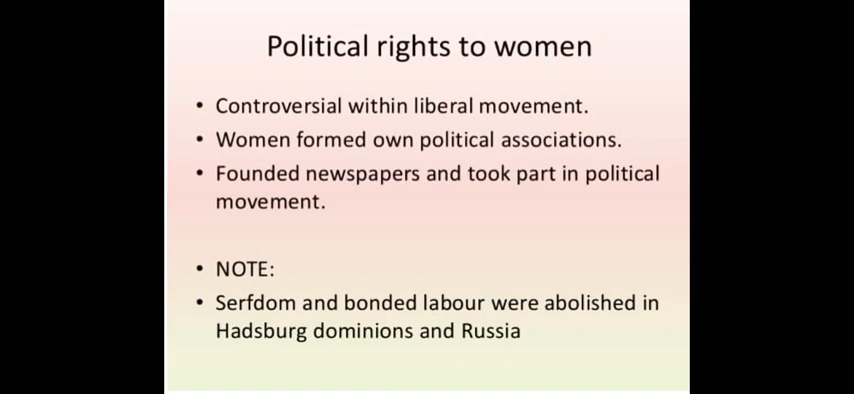 Political rights to women
• Controversial within liberal movement.
• Women formed own political associations.
• Founded newspapers and took part in political
movement.
• NOTE:
• Serfdom and bonded labour were abolished in
Hadsburg dominions and Russia